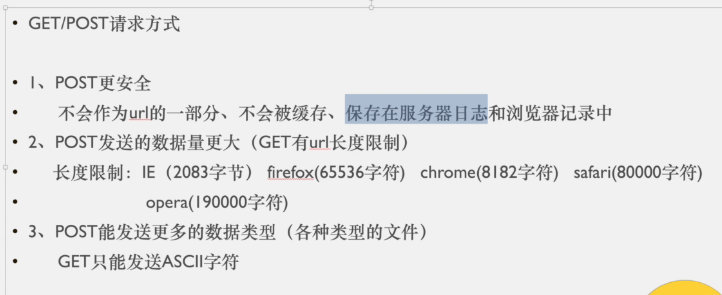 • GET/POST请求方式
• 1、POST更安全
• 不会作为url的一部分、不会被缓存、保存在服务器日志和浏览器记录中
• 2、POST发送的数据量更大（GET有url长度限制）
• 长度限制：IE（2083字节） firefox(65536字符) chrome(8182字符) safari(80000字符)
• opera(190000字符)
• 3、POST能发送更多的数据类型（各种类型的文件）
• GET只能发送ASCII字符